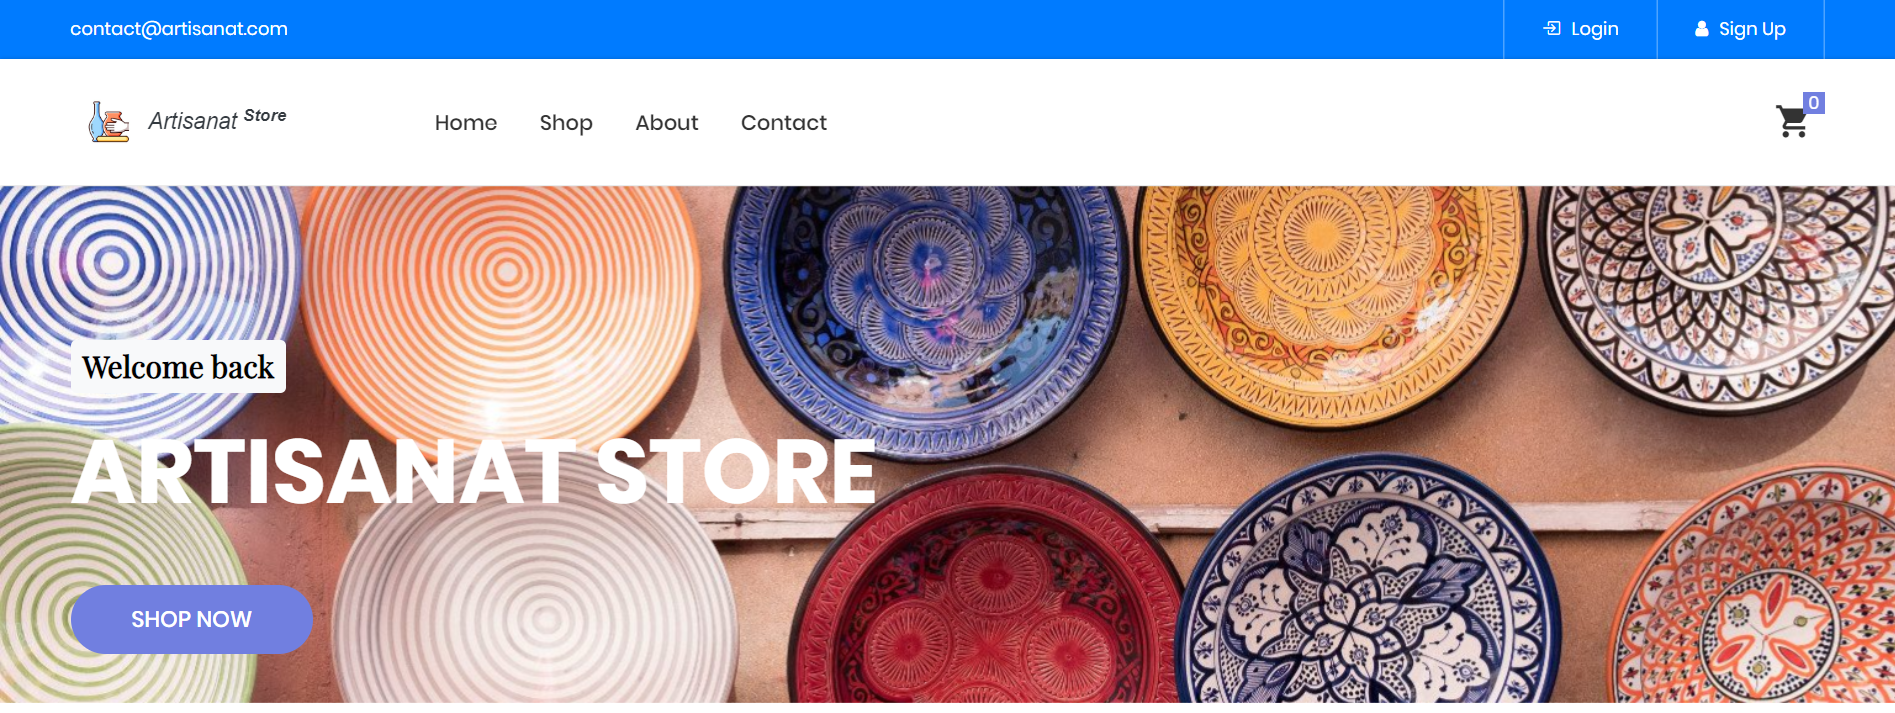 contact@artisanat.com
Login
Sign Up
Artisanat Store
Home
Shop
About
Contact
0
Welcome back
ARTISANAT STORE
SHOP NOW